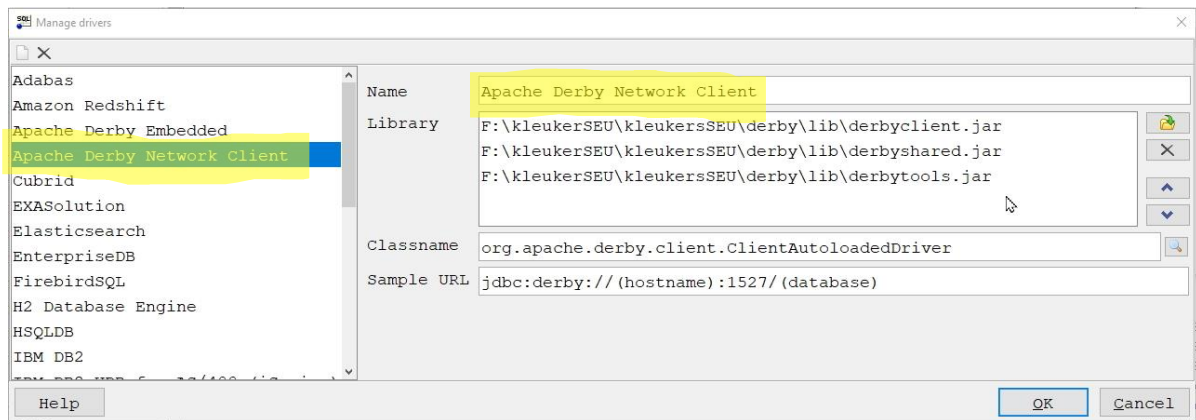 SQL Manage drivers
Adabas
Amazon Redshift
Apache Derby Embedded
Apache Derby Network Client
Cubrid
EXASolution
Elasticsearch
EnterpriseDB
FirebirdSQL
H2 Database Engine
HSQLDB
IBM DB2
Name
Apache Derby Network Client
Library
F:\kleukerSEU\kleukersSEU\derby\lib\derbyclient.jar
F:\kleukerSEU\kleukersSEU\derby\lib\derbyshared.jar
F:\kleukerSEU\kleukersSEU\derby\lib\derbytools.jar
Classname
org.apache.derby.client.ClientAutoloadedDriver
Sample URL
jdbc:derby://(hostname):1527/(database)
Help
OK
Cancel